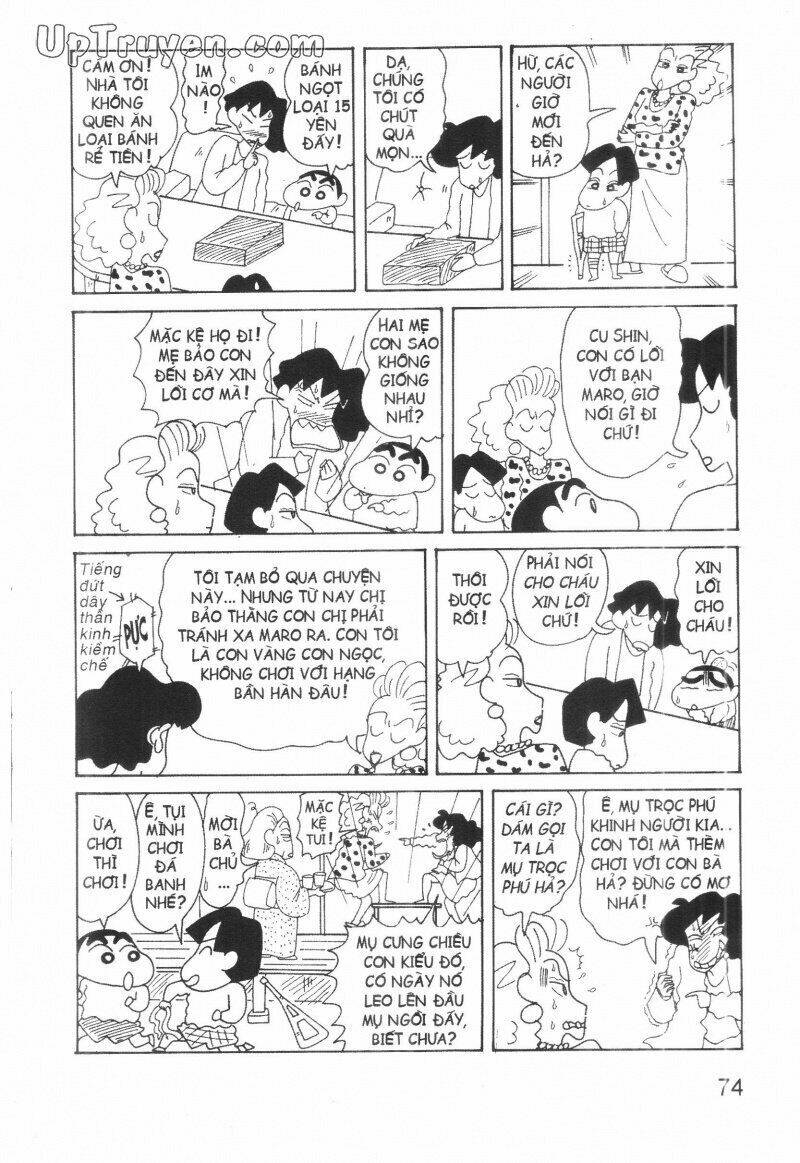 UpTruyen.com
HỪ, CÁC
NGƯỜI
GIỜ
MỚI
ĐẾN
HẢ?
DẠ,
CHÚNG
TÔI CÓ
CHÚT
QUÀ
MỌN...
BÁNH
NGỌT
LOẠI 15
YÊN
ĐẤY!
IM
NÀO
!
CẢM ƠN!
NHÀ TÔI
KHÔNG
QUEN ĂN
LOẠI BÁNH
RẺ TIỀN!
CU SHIN,
CON CÓ LỖI
VỚI BẠN
MARO, GIỜ
NÓI GÌ ĐI
CHỨ!
HAI MẸ
CON SAO
KHÔNG
GIỐNG
NHAU
NHỈ?
MẶC KỆ HỌ ĐI!
MẸ BẢO CON
ĐẾN ĐÂY XIN
LỖI CƠ MÀ!
XIN
LỖI
CHO
CHÁU!
PHẢI NÓI
CHO CHÁU
XIN LỖI
CHỨ!
THÔI
ĐƯỢC
RỒI!
TÔI TẠM BỎ QUA CHUYỆN
NÀY... NHƯNG TỪ NAY CHỊ
BẢO THẰNG CON CHỊ PHẢI
TRÁNH XA MARO RA. CON TÔI
LÀ CON VÀNG CON NGỌC,
KHÔNG CHƠI VỚI HẠNG
BẦN HÀN ĐÂU!
Tiếng
đứt
dây
thần
kinh
kiềm
chế
PỰC
Ê, MỤ TRỌC PHÚ
KHINH NGƯỜI KIA...
CON TÔI MÀ THÈM
CHƠI VỚI CON BÀ
HẢ? ĐỪNG CÓ MƠ
NHÁ!
CÁI GÌ?
DÁM GỌI
TA LÀ
MỤ TRỌC
PHÚ HẢ?
MẶC
KỆ
TUI!
MỜI
BÀ
CHỦ
...
Ê, TỤI
MÌNH
CHƠI
ĐÁ
BANH
NHÉ?
ỪA,
CHƠI
THÌ
CHƠI!
MỤ CƯNG CHIỀU
CON KIỂU ĐÓ,
CÓ NGÀY NÓ
LEO LÊN ĐẦU
MỤ NGỒI ĐẤY,
BIẾT CHƯA?
74